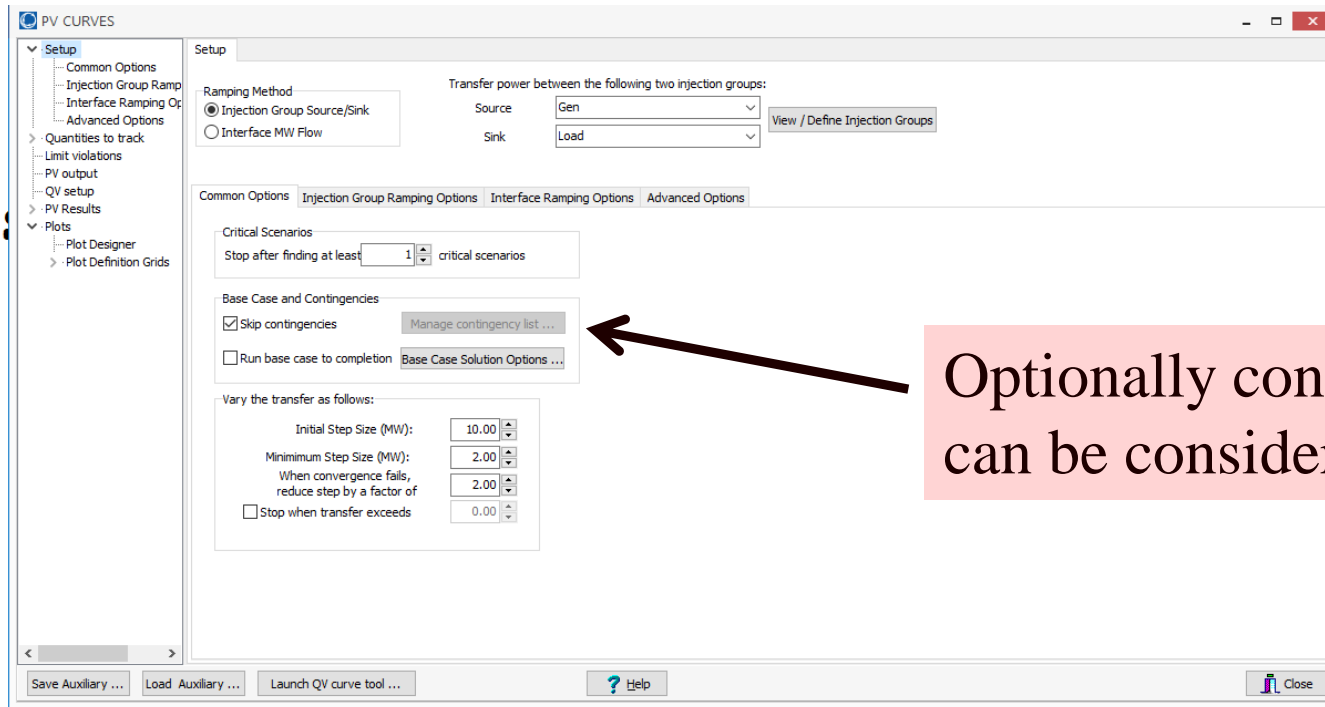 PV CURVES
Setup
Common Options
Injection Group Ramp
Interface Ramping Op
Advanced Options
Quantities to track
Limit violations
PV output
QV setup
PV Results
Plots
Plot Designer
Plot Definition Grids
Setup
Ramping Method
Injection Group Source/Sink
Interface MW Flow
Transfer power between the following two injection groups:
Source Gen
Sink Load
View / Define Injection Groups
Common Options Injection Group Ramping Options Interface Ramping Options Advanced Options
Critical Scenarios
Stop after finding at least 1 critical scenarios
Base Case and Contingencies
Skip contingencies Manage contingency list ...
Run base case to completion Base Case Solution Options ...
Vary the transfer as follows:
Initial Step Size (MW): 10.00
Minimimum Step Size (MW): 2.00
When convergence fails,
reduce step by a factor of 2.00
Stop when transfer exceeds 0.00
Optionally con
can be consider
Save Auxiliary ... Load Auxiliary ... Launch QV curve tool ... ? Help Close